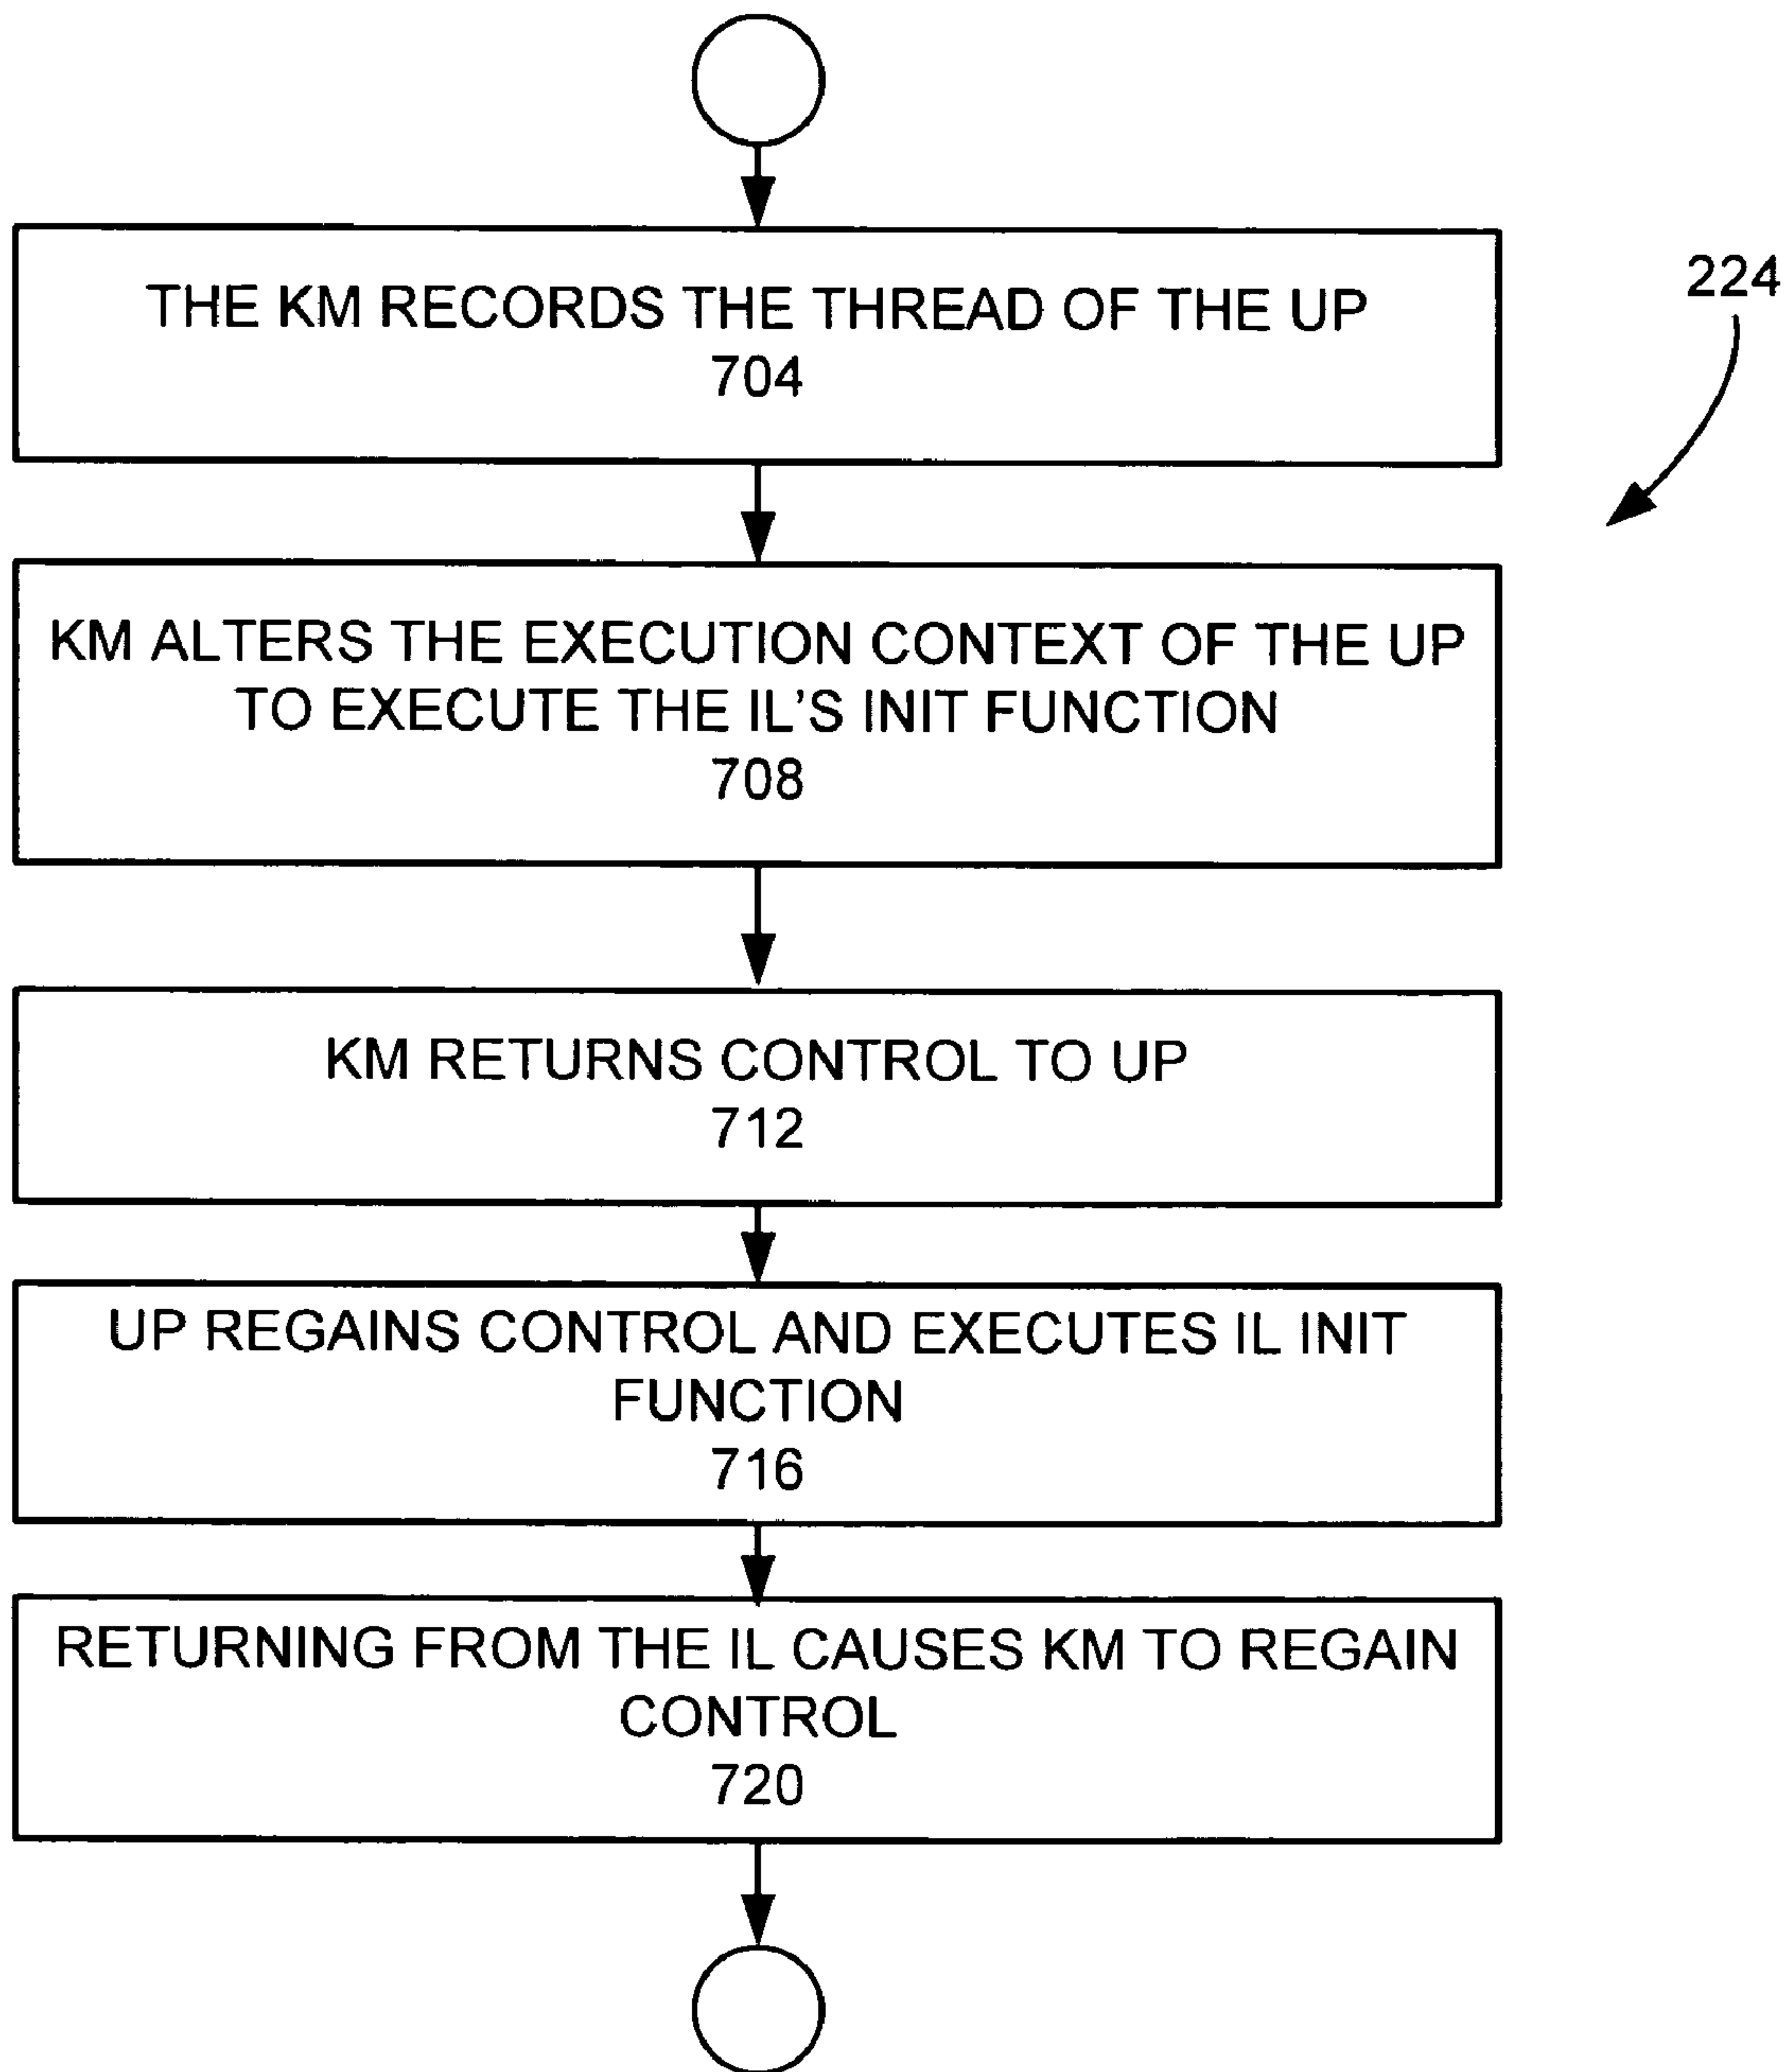 THE KM RECORDS THE THREAD OF THE UP
704
224
KM ALTERS THE EXECUTION CONTEXT OF THE UP
TO EXECUTE THE IL'S INIT FUNCTION
708
KM RETURNS CONTROL TO UP
712
UP REGAINS CONTROL AND EXECUTES IL INIT
FUNCTION
716
RETURNING FROM THE IL CAUSES KM TO REGAIN
CONTROL
720